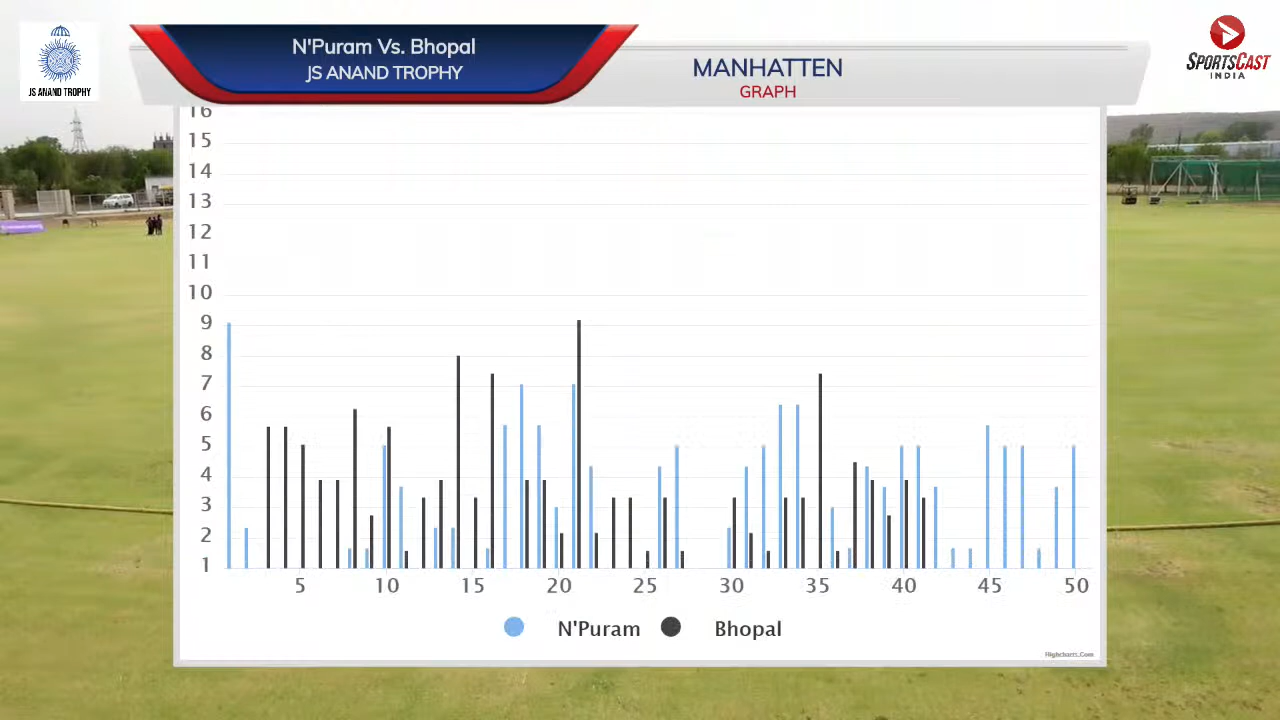 N'Puram Vs. Bhopal
JS ANAND TROPHY
MANHATTEN
GRAPH
JS ANAND TROPHY
SPORTSCAST
INDIA
16
15
14
13
12
11
10
9
8
7
6
5
4
3
2
1
5 10 15 20 25 30 35 40 45 50
N'Puram Bhopal
Highcharts.Com